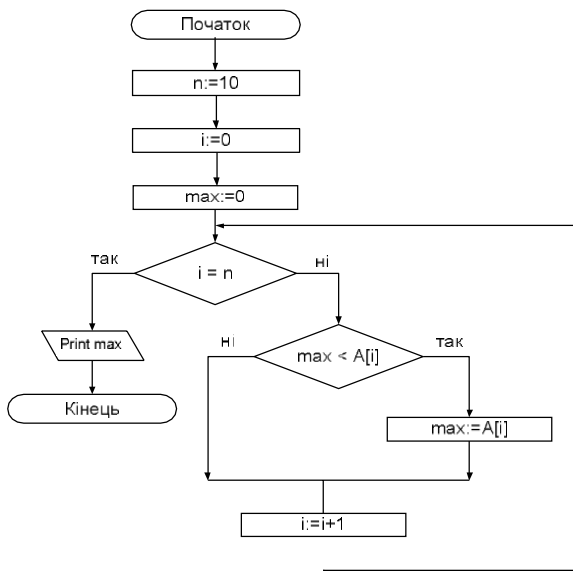 Початок
n:=10
i:=0
max:=0
так
i = n
ні
Print max
ні
max < A[i]
так
Кінець
max:=A[i]
i:=i+1